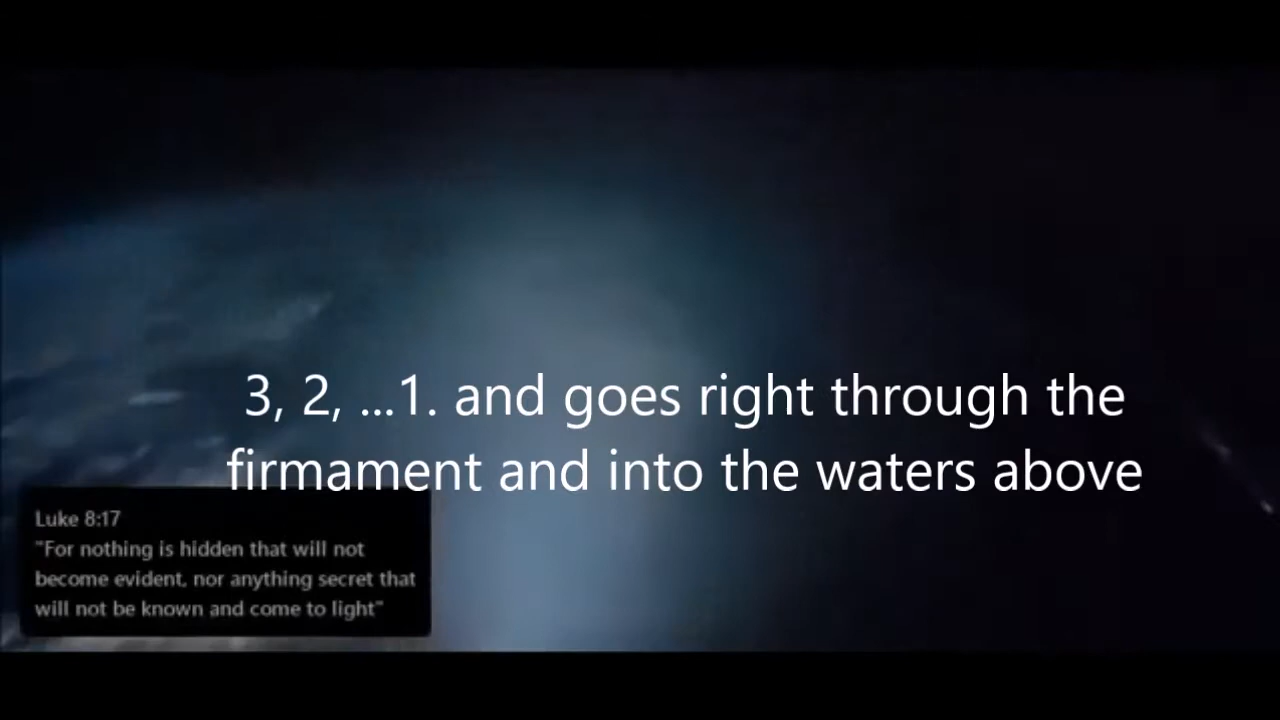 3, 2, ...1. and goes right through the
firmament and into the waters above
Luke 8:17
"For nothing is hidden that will not
become evident, nor anything secret that
will not be known and come to light"